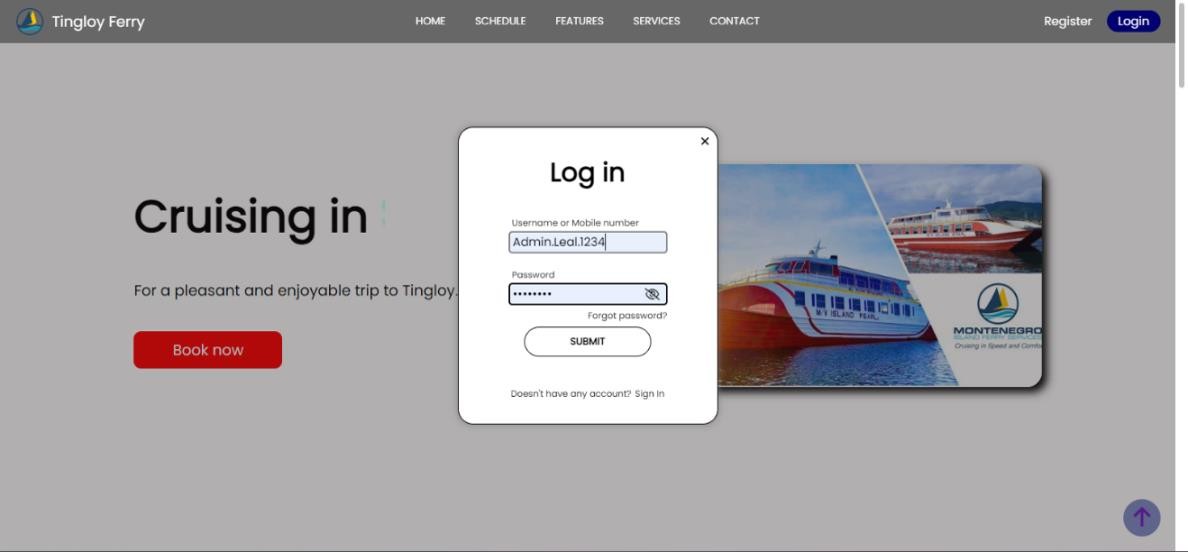 Tingloy Ferry
HOME
SCHEDULE
FEATURES
SERVICES
CONTACT
Register
Login
Log in
Username or Mobile number
Admin.Leal.1234
Password
••••••••
Forgot password?
SUBMIT
Doesn't have any account? Sign In
Cruising in
For a pleasant and enjoyable trip to Tingloy.
Book now
M/V ISLAND PEARL
MONTENEGRO
ISLAND FERRY SERVICES
Cruising in Speed and Comfo